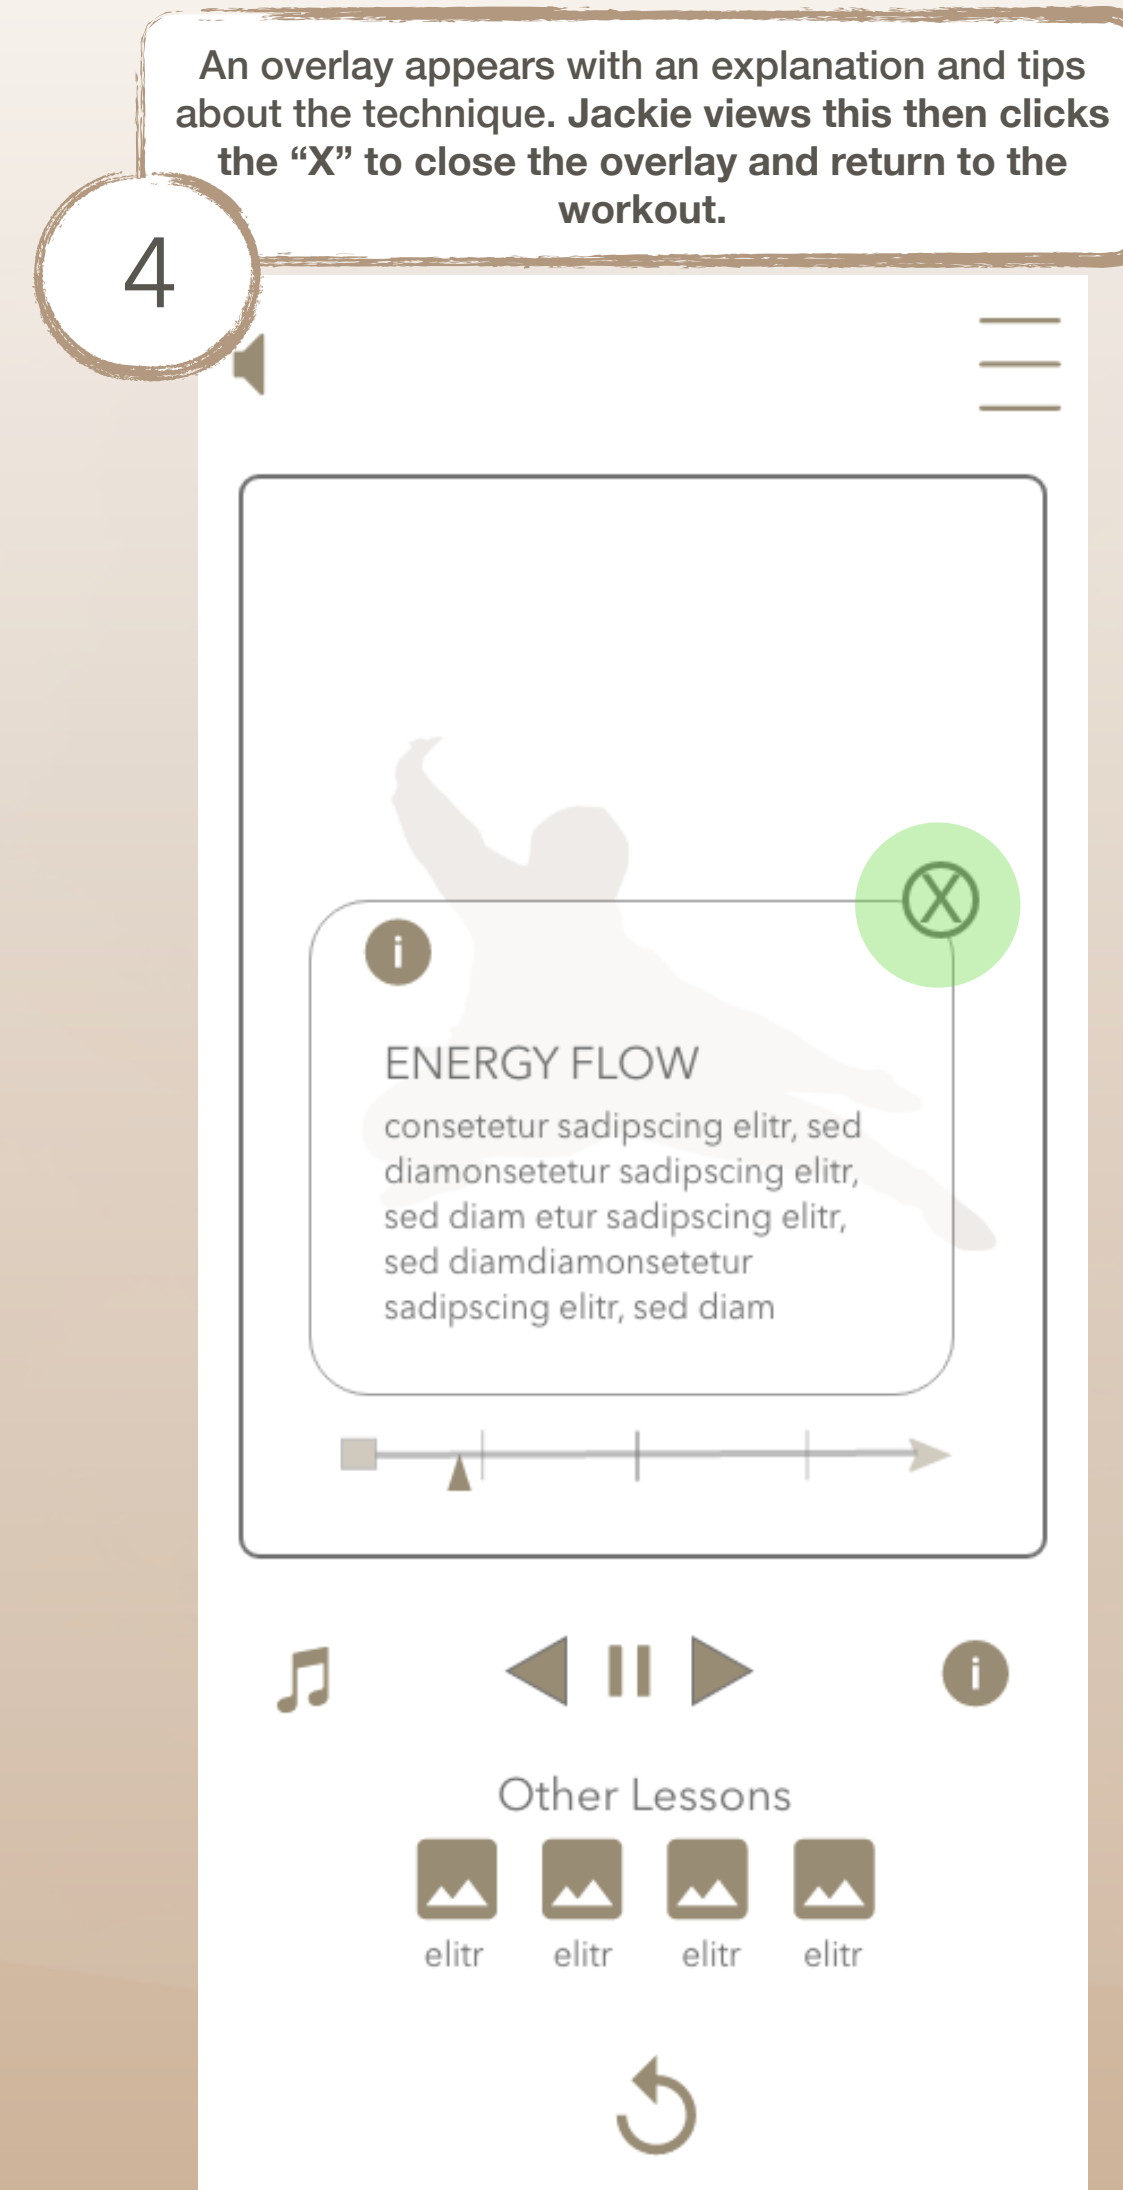 An overlay appears with an explanation and tips
about the technique. Jackie views this then clicks
the “X” to close the overlay and return to the
workout.
4
X
i
ENERGY FLOW
consetetur sadipscing elitr, sed
diamonsetetur sadipscing elitr,
sed diam etur sadipscing elitr,
sed diamdiamonsetetur
sadipscing elitr, sed diam
i
Other Lessons
elitr elitr elitr elitr